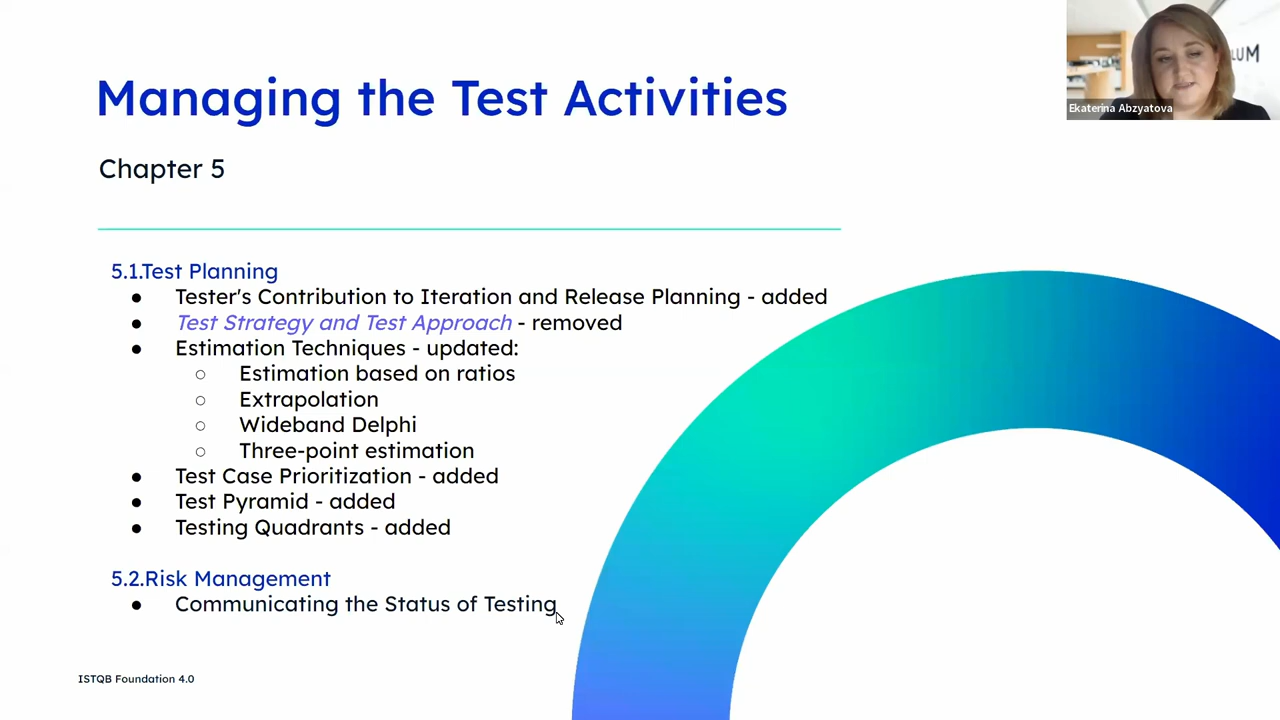 Managing the Test Activities
Chapter 5
LUM
Ekaterina Abzyatova
5.1.Test Planning
● Tester's Contribution to Iteration and Release Planning - added
● Test Strategy and Test Approach - removed
● Estimation Techniques - updated:
○ Estimation based on ratios
○ Extrapolation
○ Wideband Delphi
○ Three-point estimation
● Test Case Prioritization - added
● Test Pyramid - added
● Testing Quadrants - added
5.2.Risk Management
● Communicating the Status of Testing
ISTQB Foundation 4.0